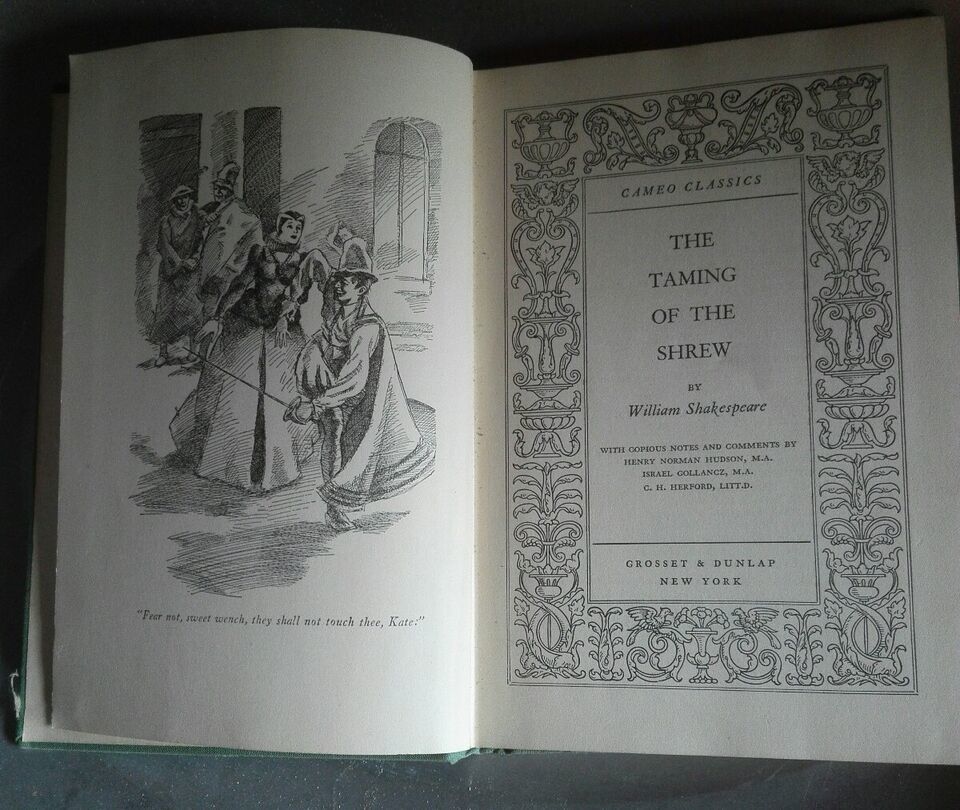 "Fear not, sweet wench, they shall not touch thee, Kate:"
CAMEO CLASSICS
THE
TAMING
OF THE
SHREW
BY
William Shakespeare
WITH COPIOUS NOTES AND COMMENTS BY
HENRY NORMAN HUDSON, M.A.
ISRAEL GOLLANCZ, M.A.
C. H. HERFORD, LITT.D.
GROSSET & DUNLAP
NEW YORK